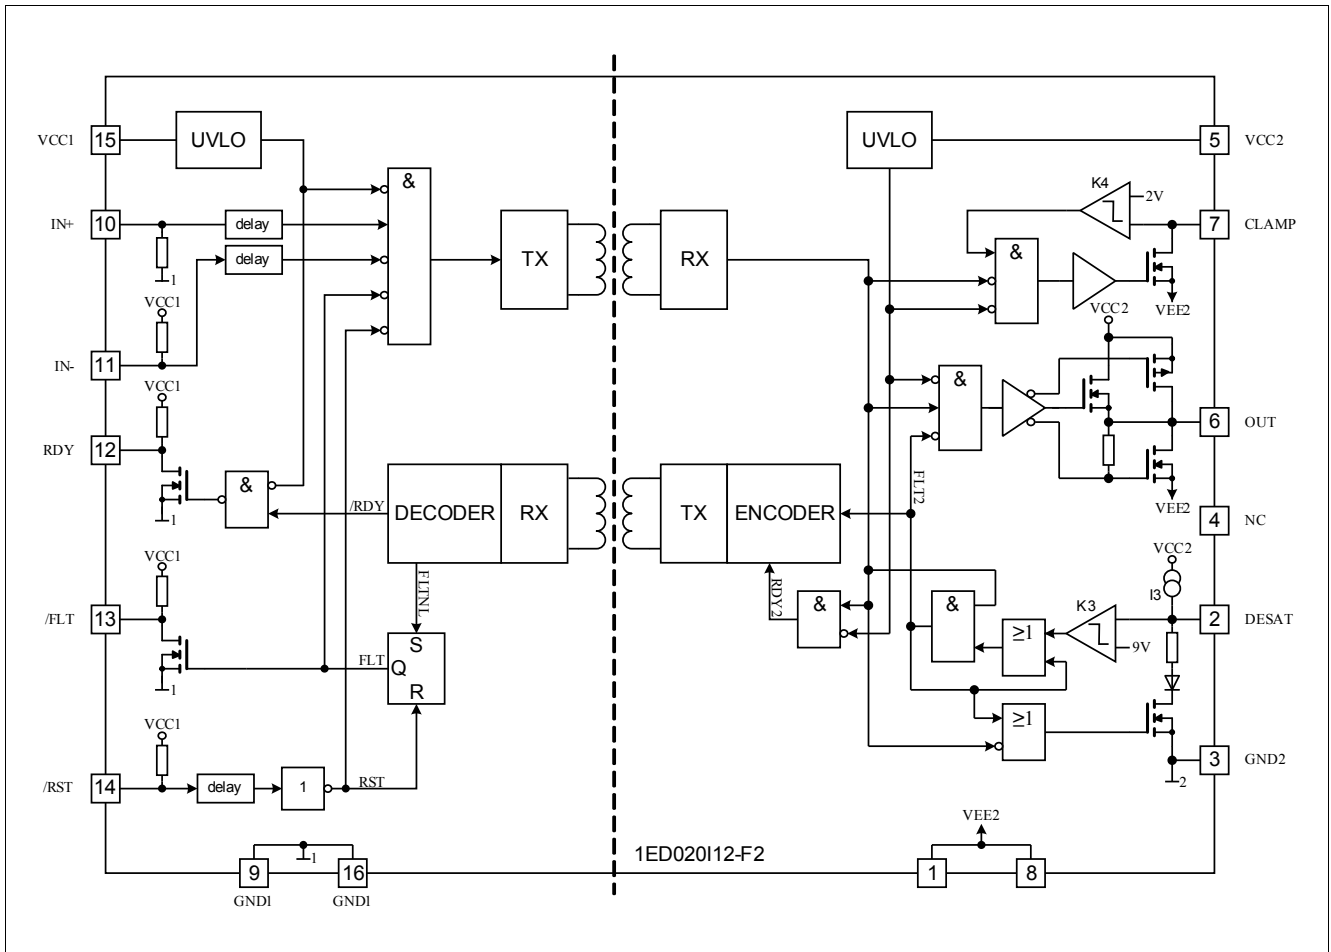 VCC1
15
UVLO
UVLO
5
VCC2
&
K4
2V
IN+
10
delay
7
CLAMP
delay
TX
RX
&
1
VCC1
VEE2
VCC2
IN-
11
VCC1
&
6
OUT
RDY
12
&
/RDY
DECODER
RX
TX
ENCODER
FLT2
1
VEE2
4
NC
VCC1
VCC2
FLTNL
I3
RDY2
&
&
K3
/FLT
13
≥1
2
DESAT
S
9V
FLT
Q
1
R
≥1
VCC1
3
GND2
/RST
14
delay
1
RST
2
VEE2
1
1ED020I12-F2
9
16
1
8
GND1
GND1